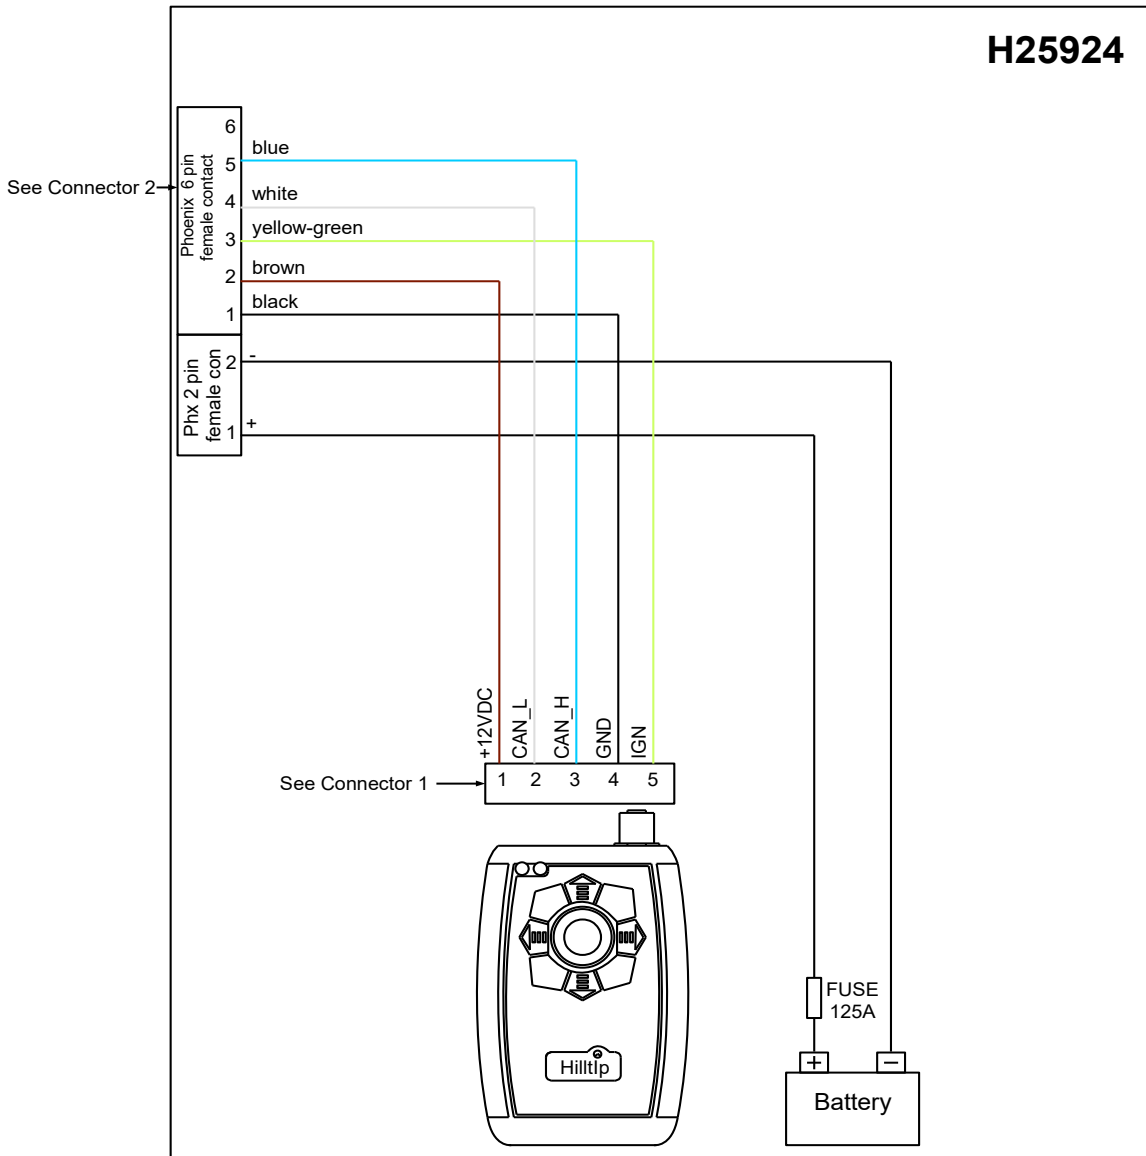 H25924
See Connector 2
Phoenix 6 pin
female contact
6
5
4
3
2
1
blue
white
yellow-green
brown
black
Phx 2 pin
female con
2
1
-
+
+12VDC
CAN_L
CAN_H
GND
IGN
See Connector 1
1 2 3 4 5
HilltIp
FUSE
125A
+ −
Battery